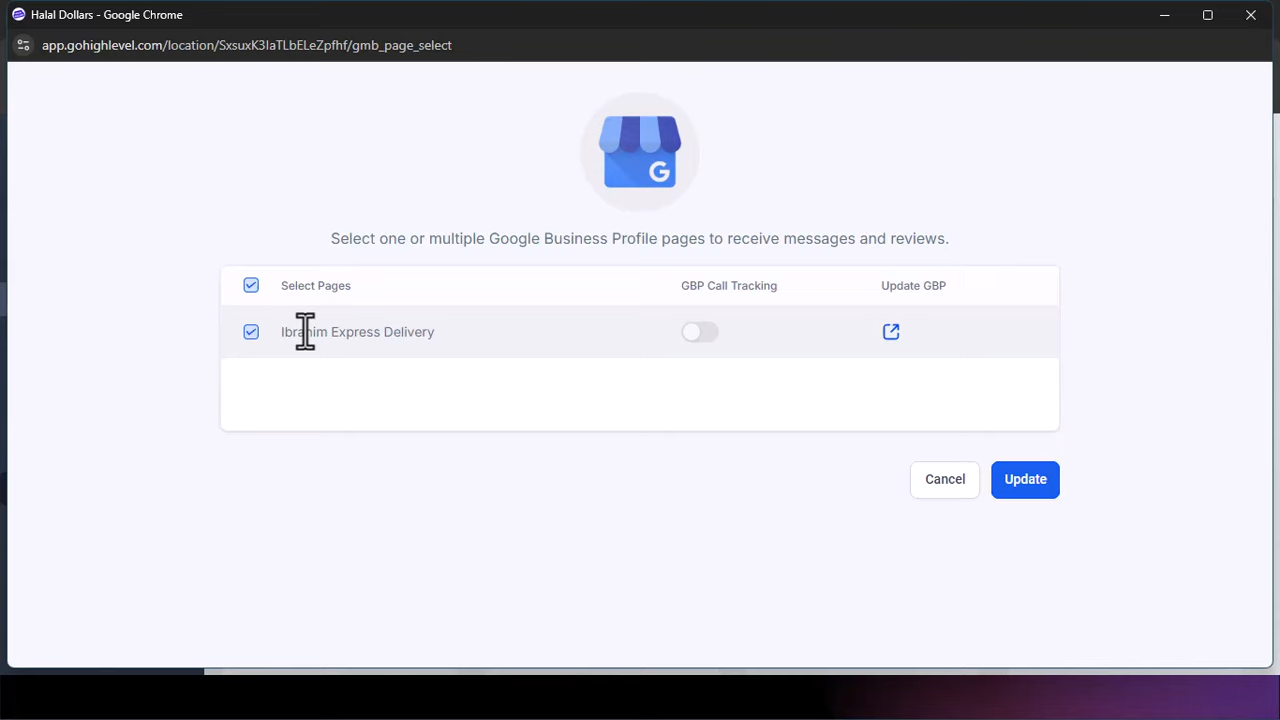 Halal Dollars - Google Chrome
app.gohighlevel.com/location/SxsuxK3IaTLbELeZpfhf/gmb_page_select
G
Select one or multiple Google Business Profile pages to receive messages and reviews.
Select Pages GBP Call Tracking Update GBP
Ibrahim Express Delivery
Cancel Update